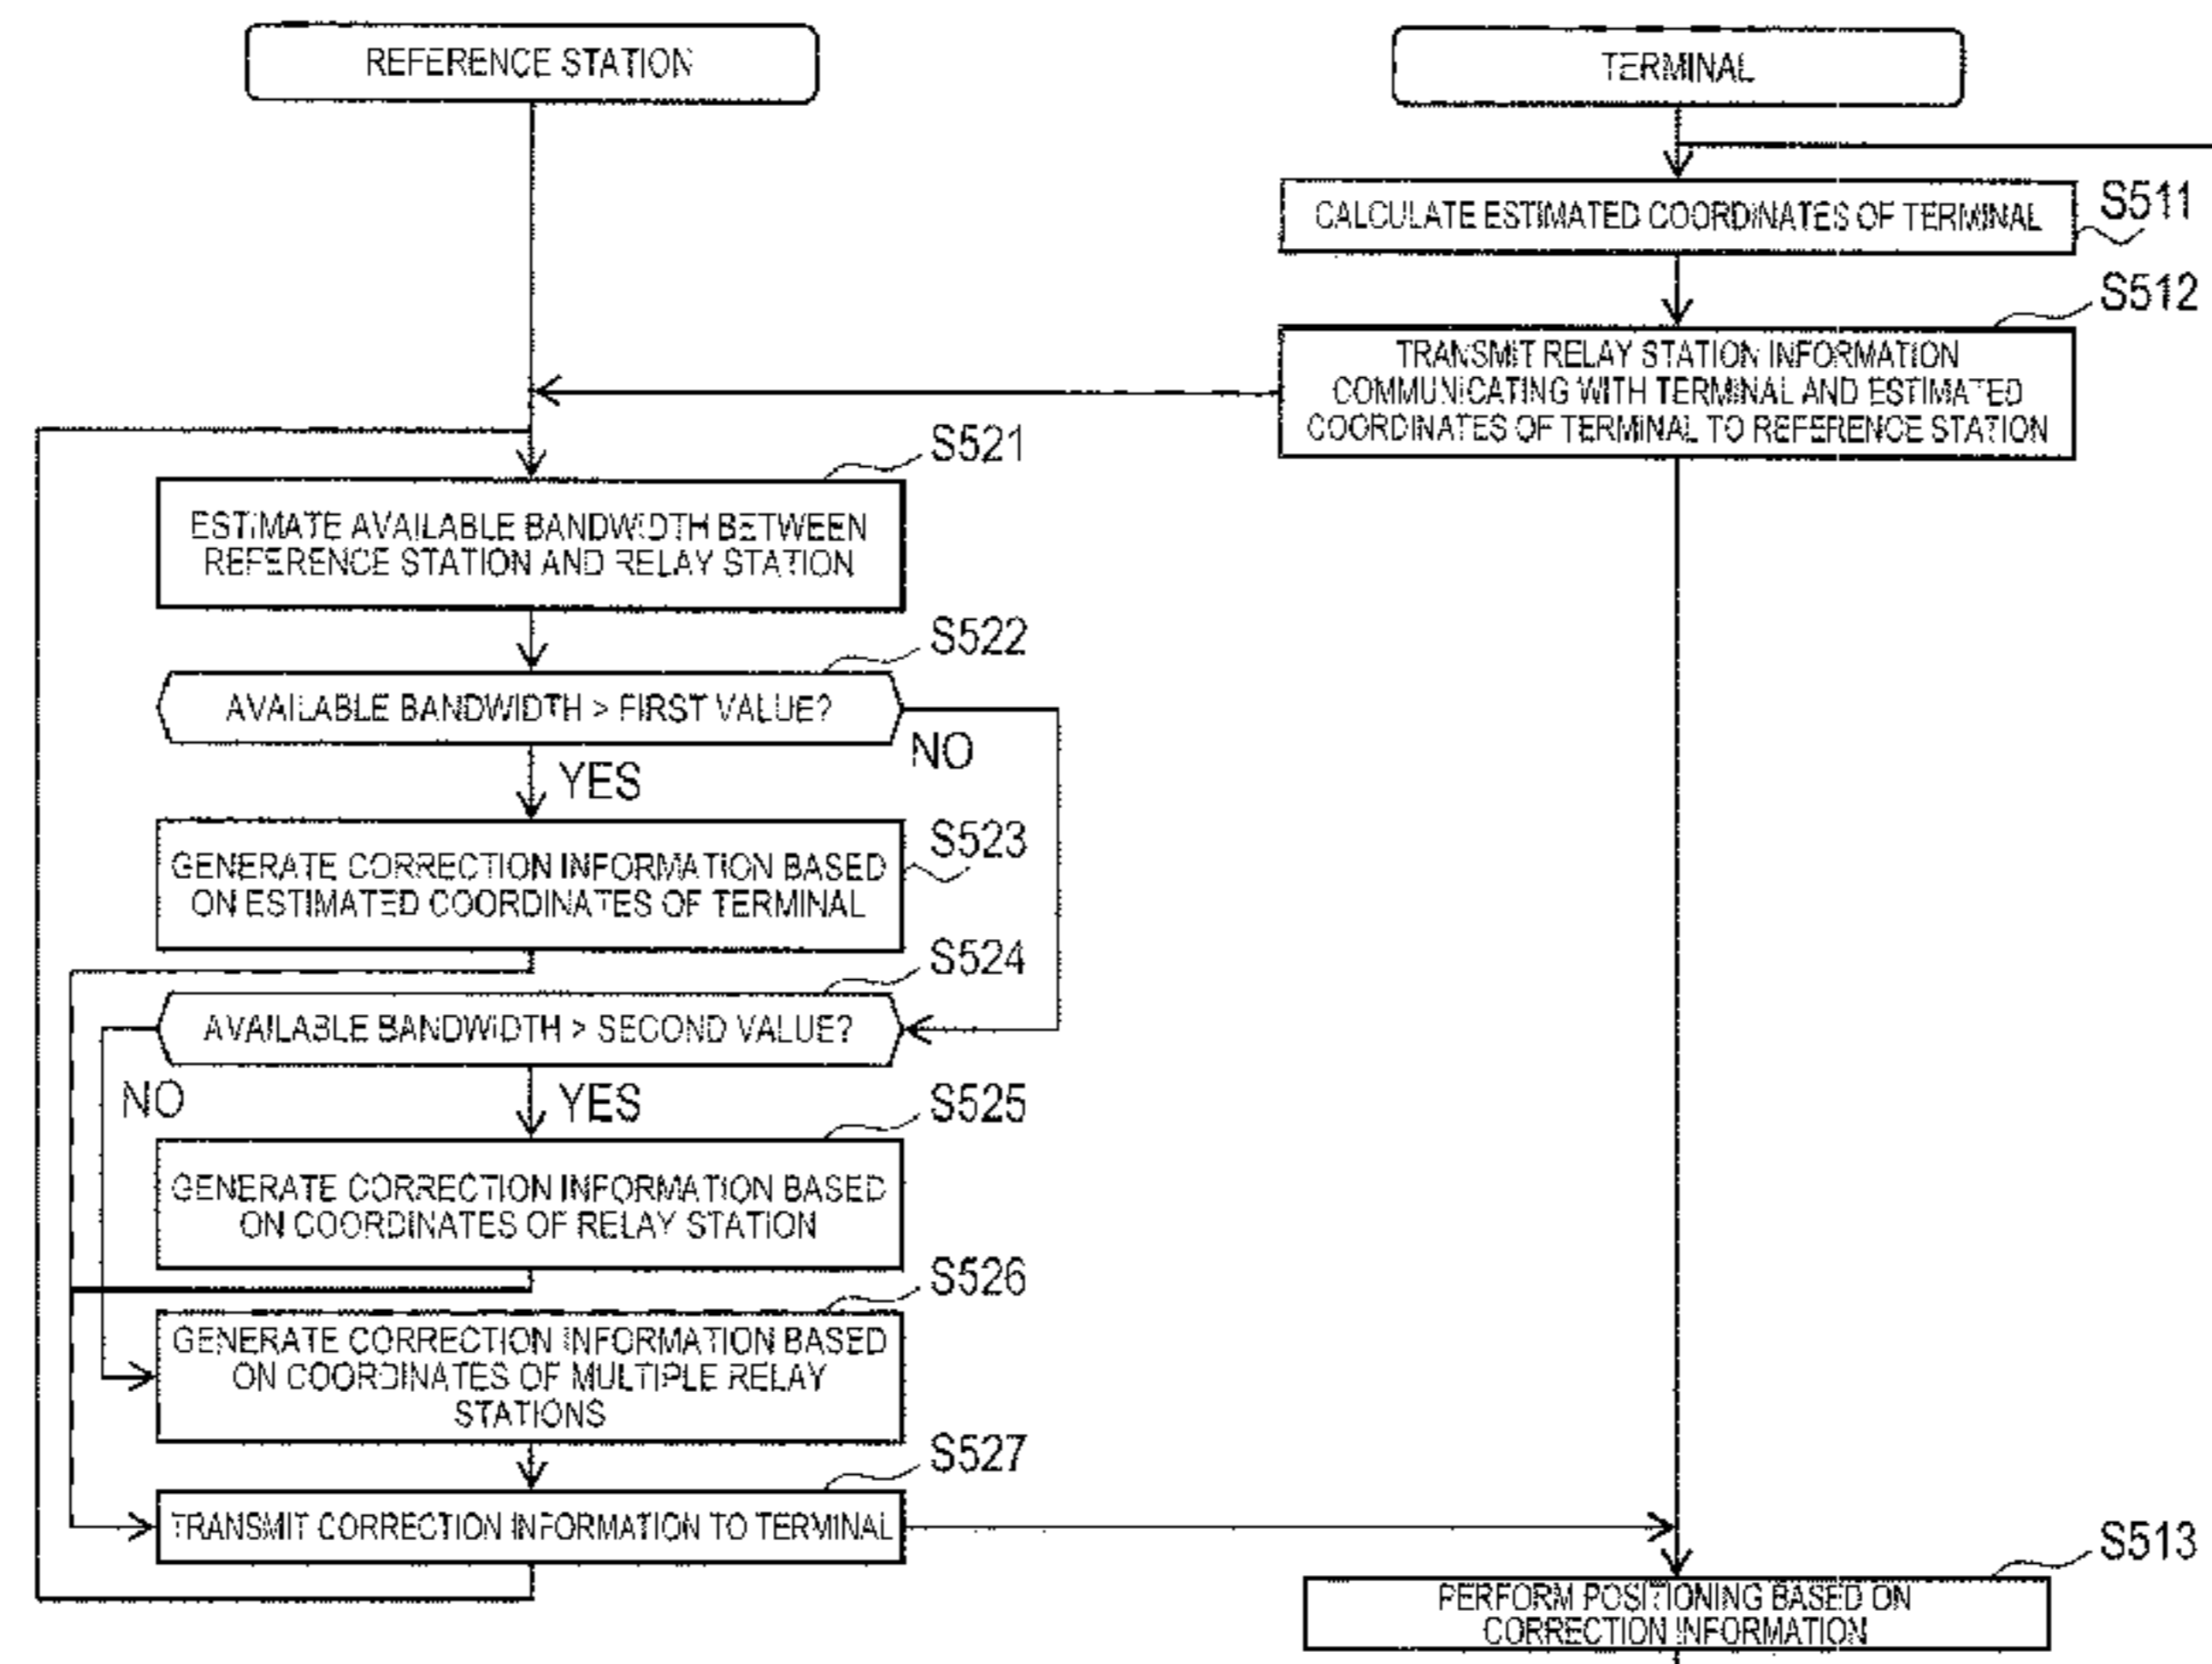 REFERENCE STATION
TERMINAL
CALCULATE ESTIMATED COORDINATES OF TERMINAL
S511
S512
TRANSMIT RELAY STATION INFORMATION
COMMUNICATING WITH TERMINAL AND ESTIMATED
COORDINATES OF TERMINAL TO REFERENCE STATION
S521
ESTIMATE AVAILABLE BANDWIDTH BETWEEN
REFERENCE STATION AND RELAY STATION
S522
AVAILABLE BANDWIDTH > FIRST VALUE?
NO
YES
S523
GENERATE CORRECTION INFORMATION BASED
ON ESTIMATED COORDINATES OF TERMINAL
S524
AVAILABLE BANDWIDTH > SECOND VALUE?
NO
YES
S525
GENERATE CORRECTION INFORMATION BASED
ON COORDINATES OF RELAY STATION
S526
GENERATE CORRECTION INFORMATION BASED
ON COORDINATES OF MULTIPLE RELAY
STATIONS
S527
TRANSMIT CORRECTION INFORMATION TO TERMINAL
S513
PERFORM POSITIONING BASED ON
CORRECTION INFORMATION